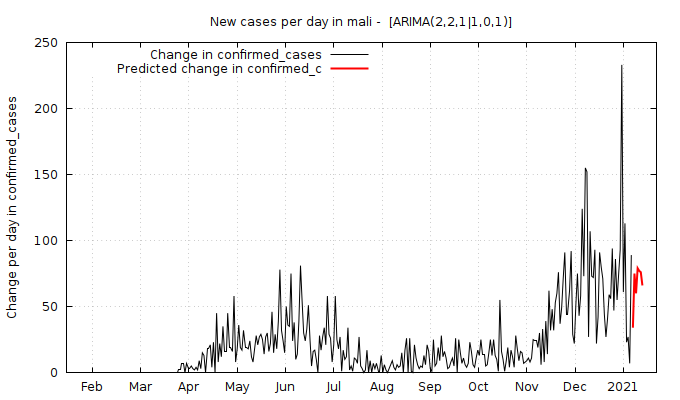 New cases per day in mali -  [ARIMA(2,2,1|1,0,1)]
Change in confirmed_cases
Predicted change in confirmed_c
Change per day in confirmed_cases
250
200
150
100
50
0
Feb Mar Apr May Jun Jul Aug Sep Oct Nov Dec 2021